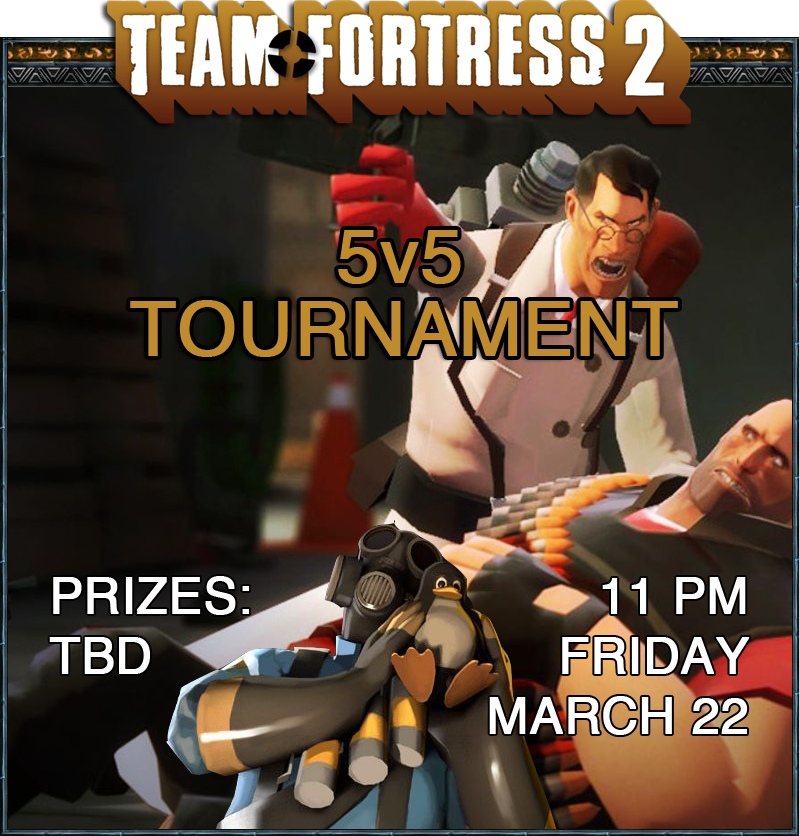 TEAM FORTRESS 2
5v5
TOURNAMENT
PRIZES:
TBD
11 PM
FRIDAY
MARCH 22